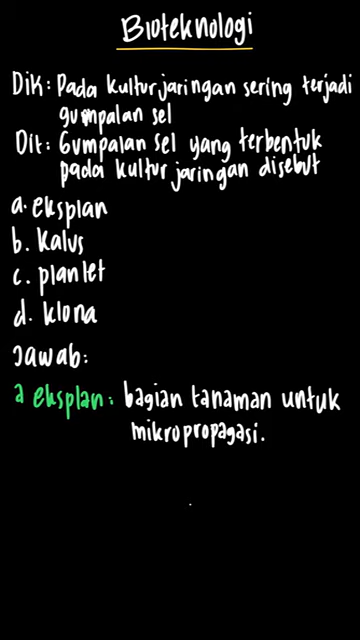 Bioteknologi
Dik: Pada kultur jaringan sering terjadi
gumpalan sel
Dit: Gumpalan sel yang terbentuk
pada kultur jaringan disebut
a. eksplan
b. Kalus
c. plantlet
d. klona
Jawab:
a eksplan: bagian tanaman untuk
mikropropagasi.